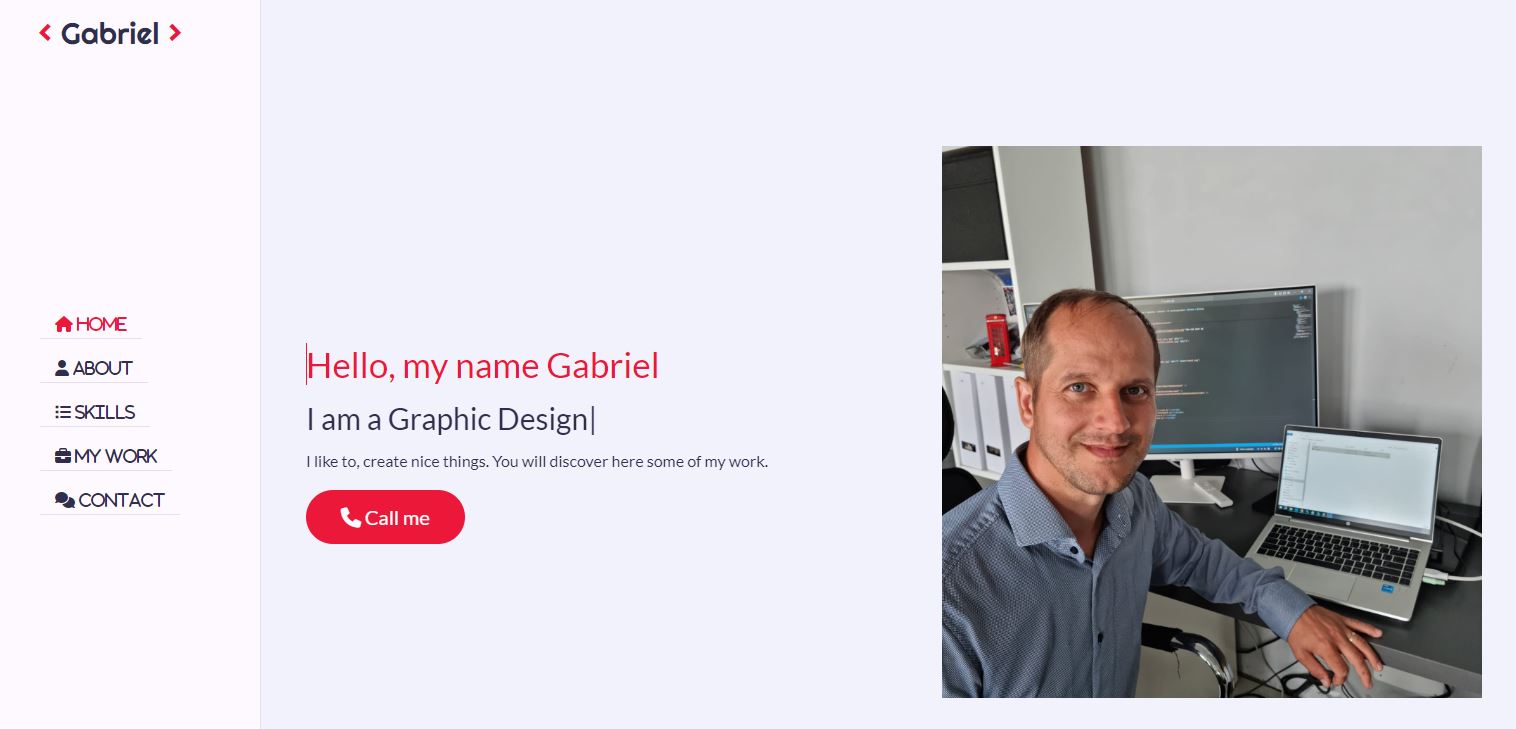 Gabriel
HOME
ABOUT
SKILLS
MY WORK
CONTACT
Hello, my name Gabriel
I am a Graphic Design|
I like to, create nice things. You will discover here some of my work.
Call me